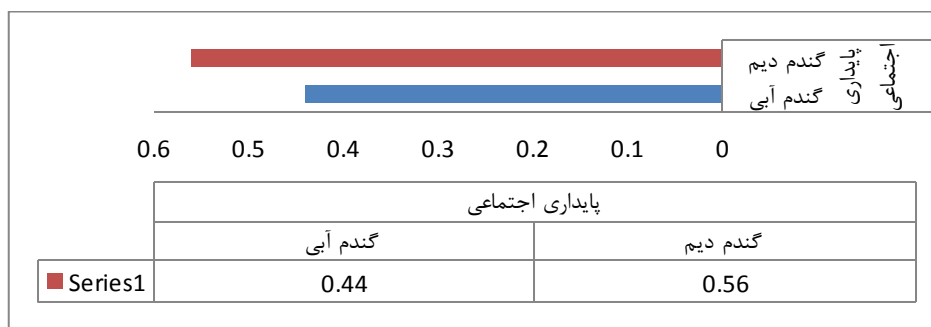 گندم دیم
گندم آبی
پایداری
اجتماعی
0.6 0.5 0.4 0.3 0.2 0.1 0
پایداری اجتماعی
گندم آبی گندم دیم
Series1 0.44 0.56